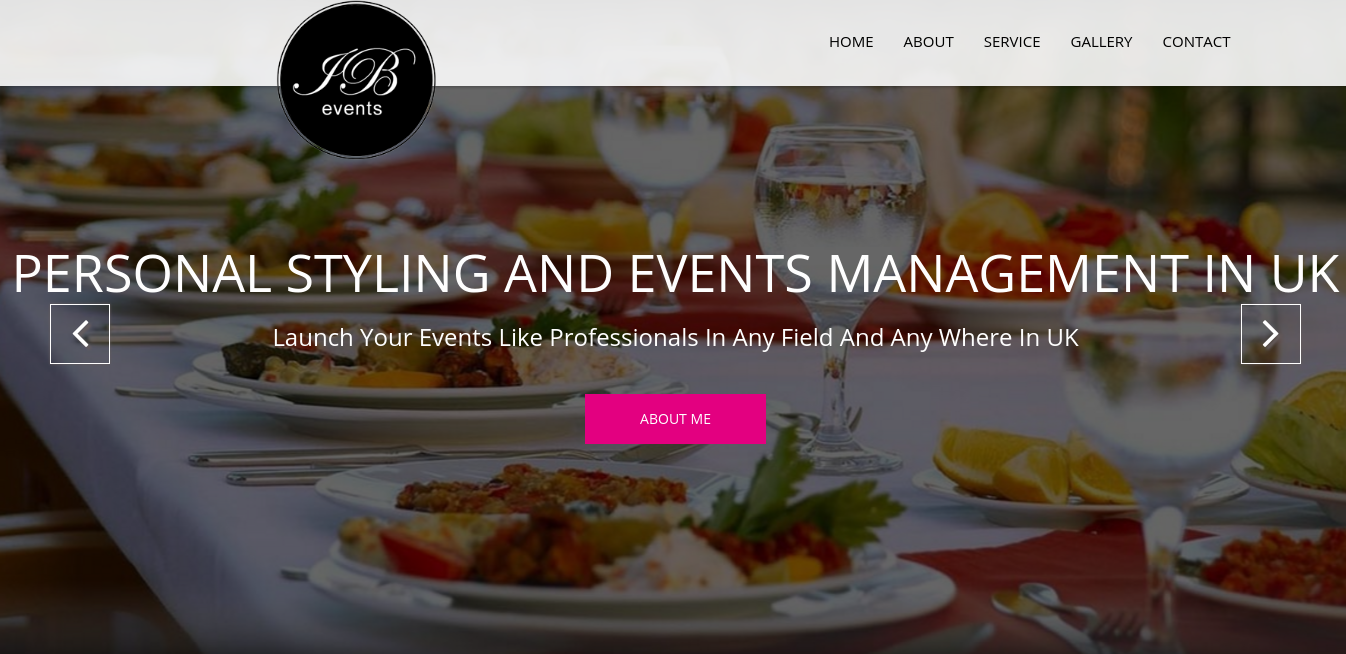 JB
events
HOME ABOUT SERVICE GALLERY CONTACT
PERSONAL STYLING AND EVENTS MANAGEMENT IN UK
Launch Your Events Like Professionals In Any Field And Any Where In UK
ABOUT ME